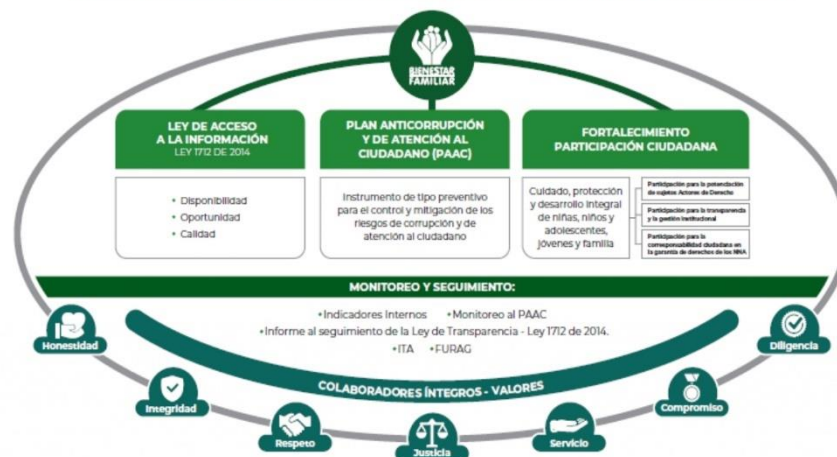 BIENESTAR
FAMILIAR
LEY DE ACCESO
A LA INFORMACIÓN
LEY 1712 DE 2014
PLAN ANTICORRUPCIÓN
Y DE ATENCIÓN AL
CIUDADANO (PAAC)
FORTALECIMIENTO
PARTICIPACIÓN CIUDADANA
• Disponibilidad
• Oportunidad
• Calidad
Instrumento de tipo preventivo
para el control y mitigación de los
riesgos de corrupción y de
atención al ciudadano
Cuidado, protección
y desarrollo integral
de niñas, niños y
adolescentes,
jóvenes y familia
Participación para la potenciación
de sujetos Actores de Derecho
Participación para la transparencia
y la gestión institucional
Participación para la
corresponsabilidad ciudadana en
la garantía de derechos de los NNA
MONITOREO Y SEGUIMIENTO:
•Indicadores Internos •Monitoreo al PAAC
•Informe al seguimiento de la Ley de Transparencia - Ley 1712 de 2014.
•ITA •FURAG
COLABORADORES ÍNTEGROS - VALORES
Honestidad
Integridad
Respeto
Justicia
Servicio
Compromiso
Diligencia